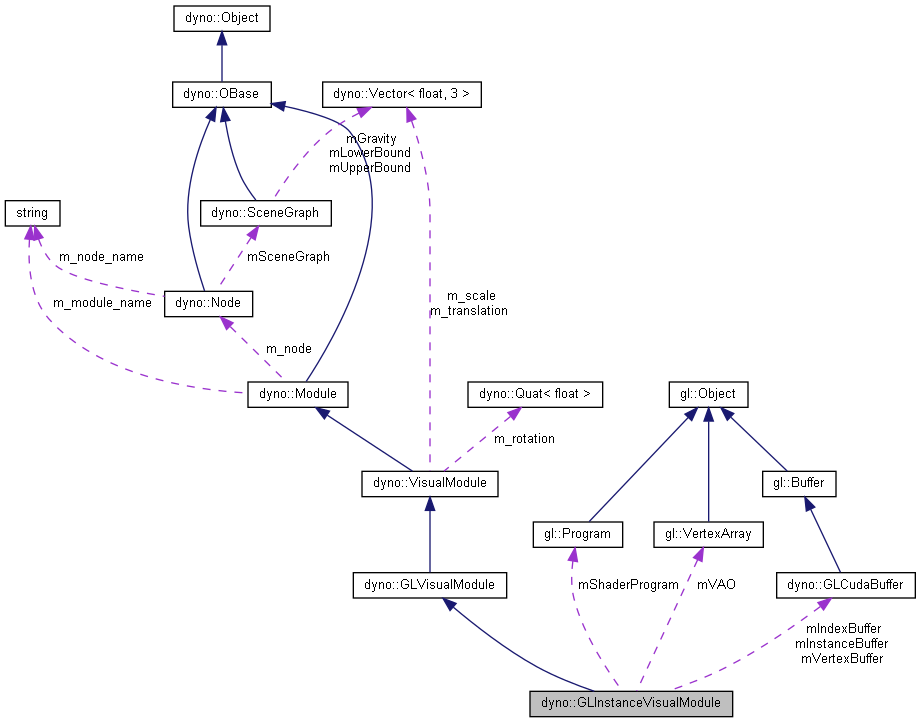 dyno::Object
dyno::OBase
dyno::Vector< float, 3 >
mGravity
mLowerBound
mUpperBound
string
dyno::SceneGraph
m_node_name
mSceneGraph
dyno::Node
m_module_name
m_scale
m_translation
m_node
dyno::Module
dyno::Quat< float >
gl::Object
m_rotation
dyno::VisualModule
gl::Buffer
gl::Program
gl::VertexArray
dyno::GLVisualModule
mShaderProgram
mVAO
dyno::GLCudaBuffer
mIndexBuffer
mInstanceBuffer
mVertexBuffer
dyno::GLInstanceVisualModule